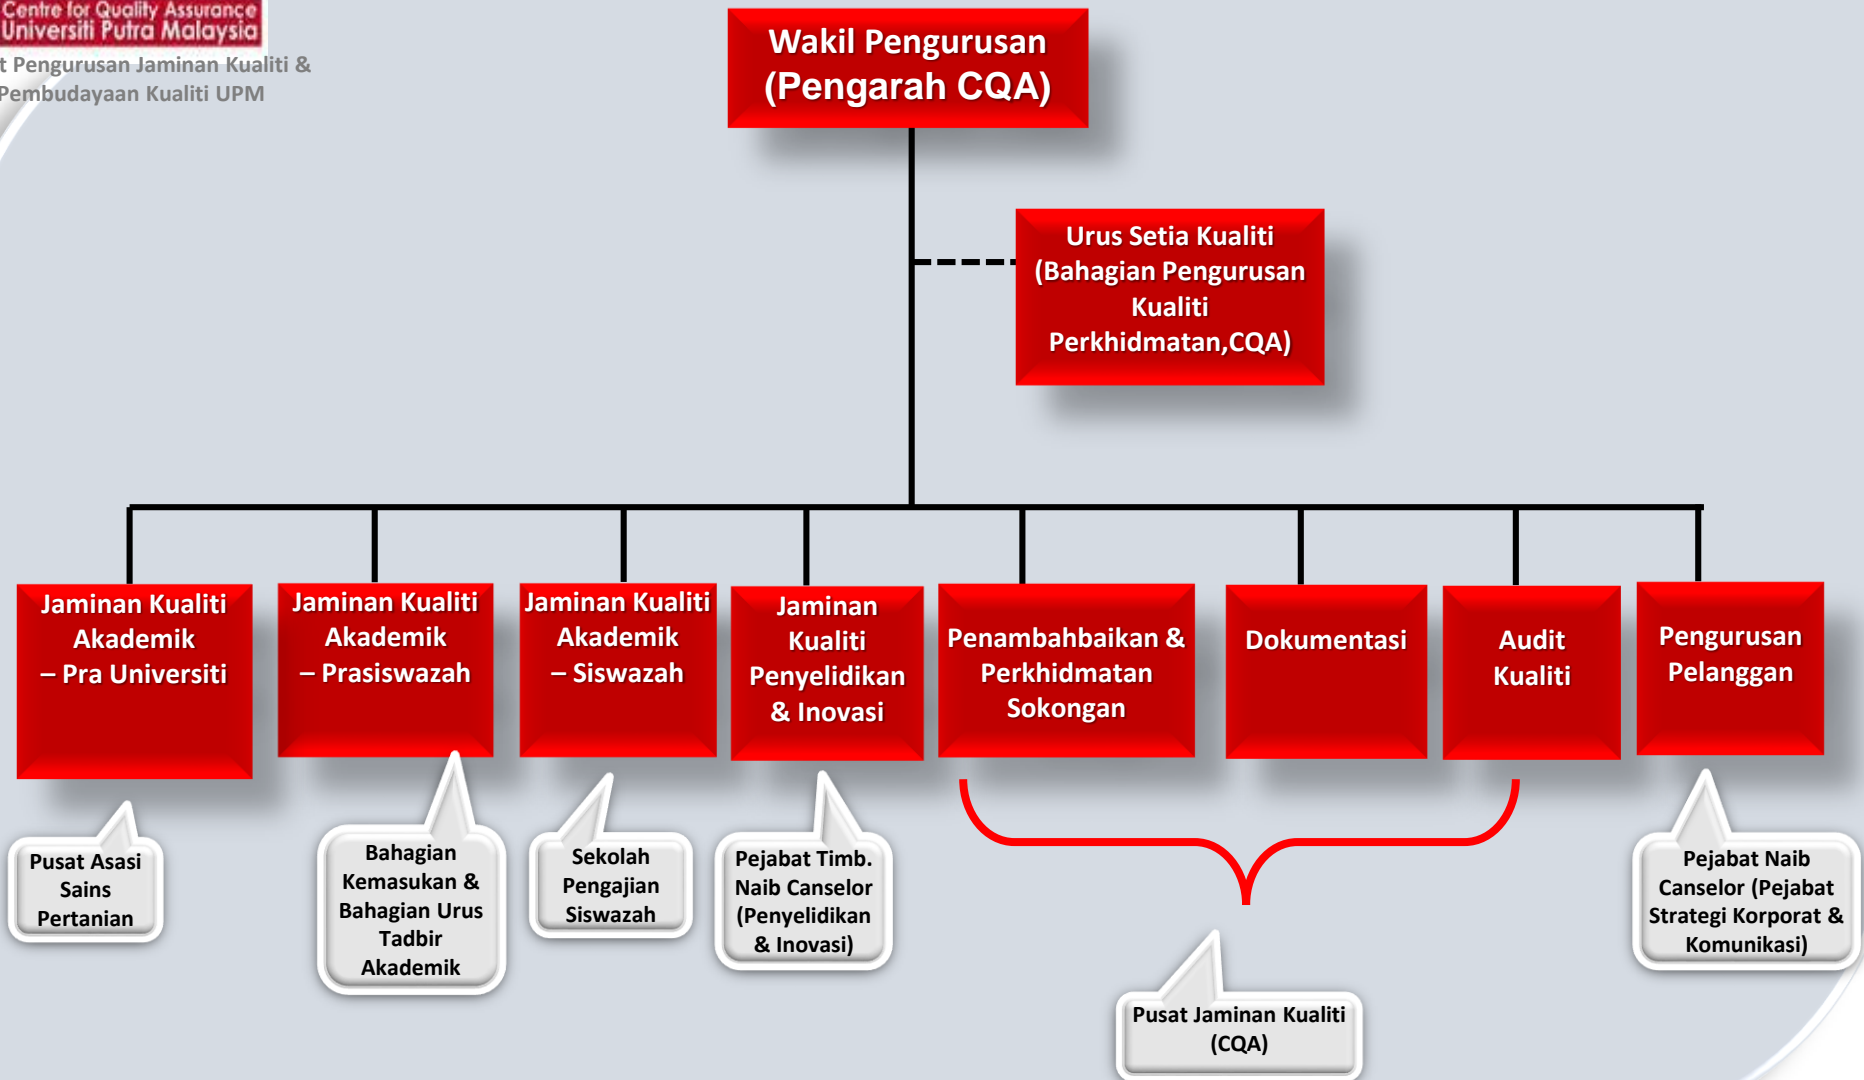 Centre for Quality Assurance
Universiti Putra Malaysia
t Pengurusan Jaminan Kualiti &
Pembudayaan Kualiti UPM
Wakil Pengurusan
(Pengarah CQA)
Urus Setia Kualiti
(Bahagian Pengurusan
Kualiti
Perkhidmatan,CQA)
Jaminan Kualiti
Akademik
– Pra Universiti
Jaminan Kualiti
Akademik
– Prasiswazah
Jaminan Kualiti
Akademik
– Siswazah
Jaminan
Kualiti
Penyelidikan
& Inovasi
Penambahbaikan &
Perkhidmatan
Sokongan
Dokumentasi
Audit
Kualiti
Pengurusan
Pelanggan
Pusat Asasi
Sains
Pertanian
Bahagian
Kemasukan &
Bahagian Urus
Tadbir
Akademik
Sekolah
Pengajian
Siswazah
Pejabat Timb.
Naib Canselor
(Penyelidikan
& Inovasi)
Pusat Jaminan Kualiti
(CQA)
Pejabat Naib
Canselor (Pejabat
Strategi Korporat &
Komunikasi)